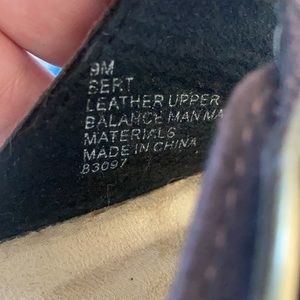 9M
BERT
LEATHER UPPER
BALANCE MAN MA
MATERIALS
MADE IN CHINA
B3097